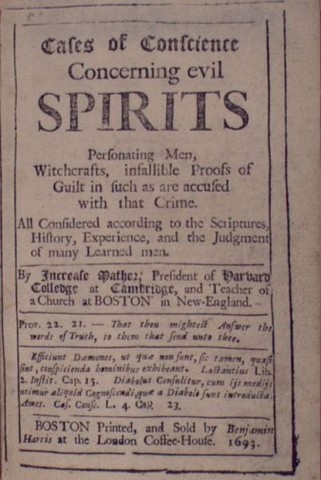 Cases of Conscience
Concerning evil
SPIRITS
Personating Men,
Witchcrafts, infallible Proofs of
Guilt in such as are accused
with that Crime.
All Considered according to the Scriptures,
History, Experience, and the Judgment
of many Learned men.
By Increase Mather, President of Harvard
Colledge at Cambridge, and Teacher of
a Church at BOSTON in New-England.
Prov. 22. 21. ---- That thou mightest Answer the
words of Truth, to them that send unto thee.
Efficiunt Dæmones, ut quæ non sunt, sic tamen, quasi
sint, conspicienda hominibus exhibeant. Lactantius Lib.
2. Instit. Cap. 15. Diabolus Consulitur, cum ijs medijs
utimur aliquid Cognoscendi, quæ a Diabolo sunt introducta.
Ames. Cas. Consc. L. 4. Cap. 23.
BOSTON Printed, and Sold by Benjamin
Harris at the London Coffee-House. 1693.